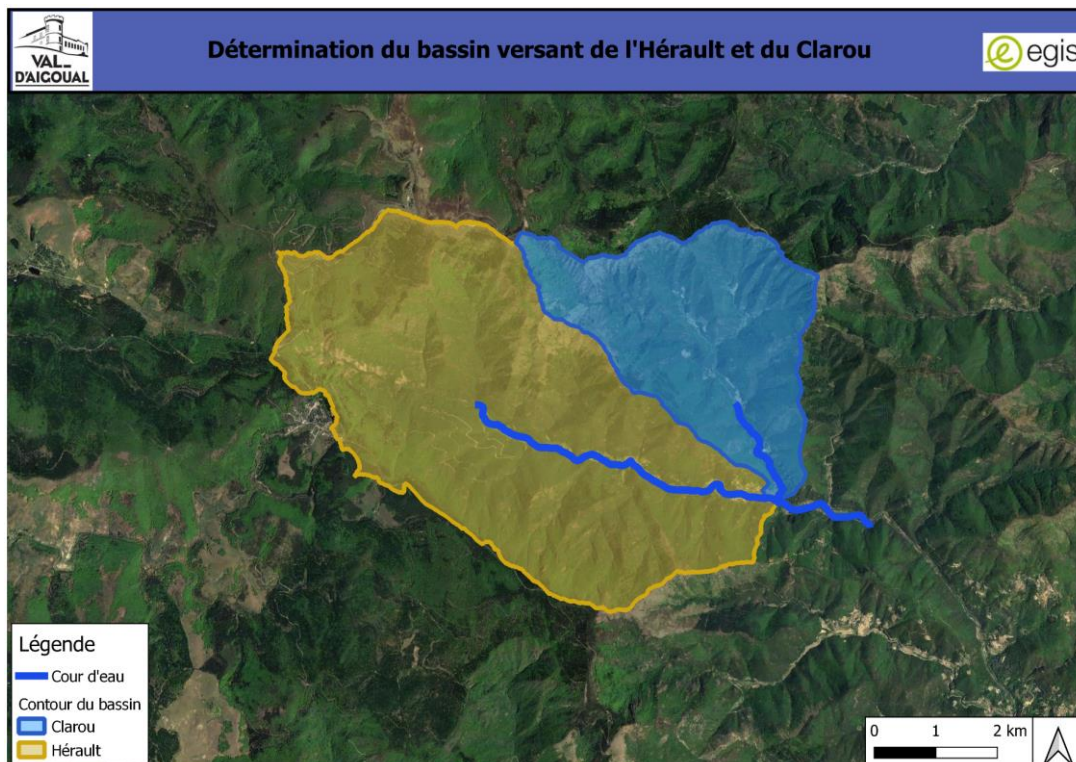 VAL_
D'AIGOUAL
Détermination du bassin versant de l'Hérault et du Clarou
egis
Légende
Cour d'eau
Contour du bassin
Clarou
Hérault
0 1 2 km